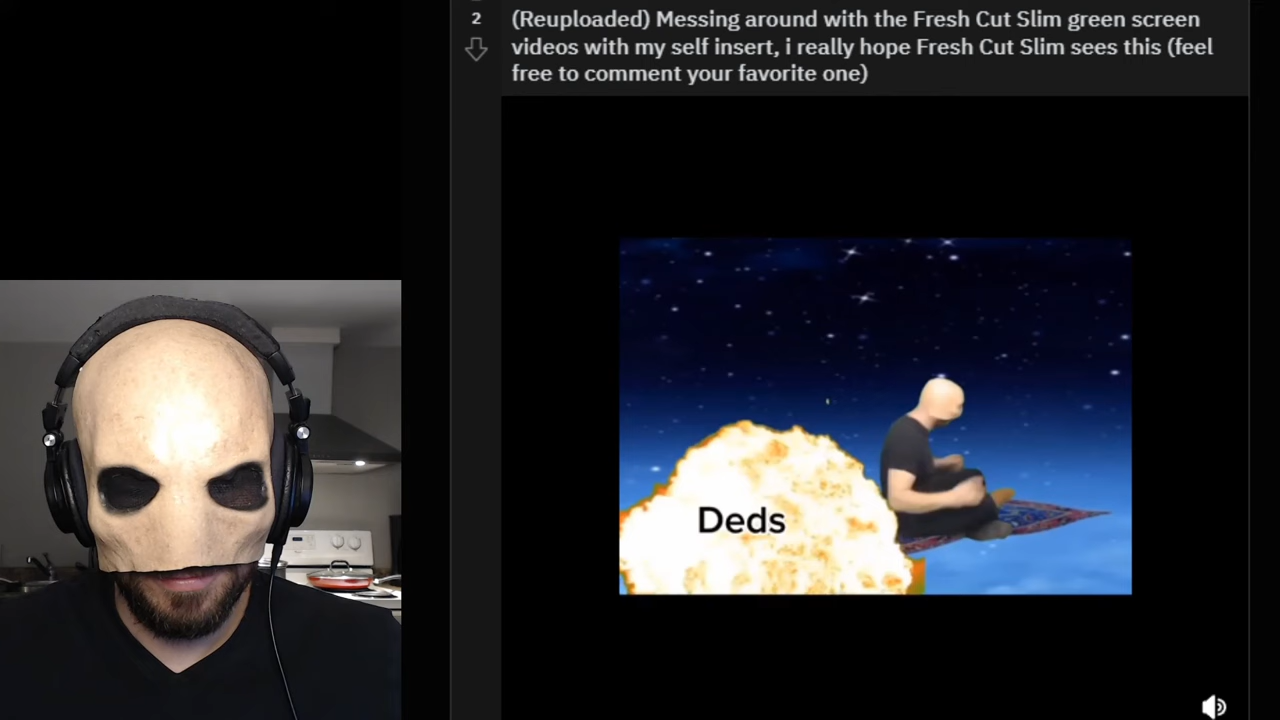 2
(Reuploaded) Messing around with the Fresh Cut Slim green screen
videos with my self insert, i really hope Fresh Cut Slim sees this (feel
free to comment your favorite one)
Deds